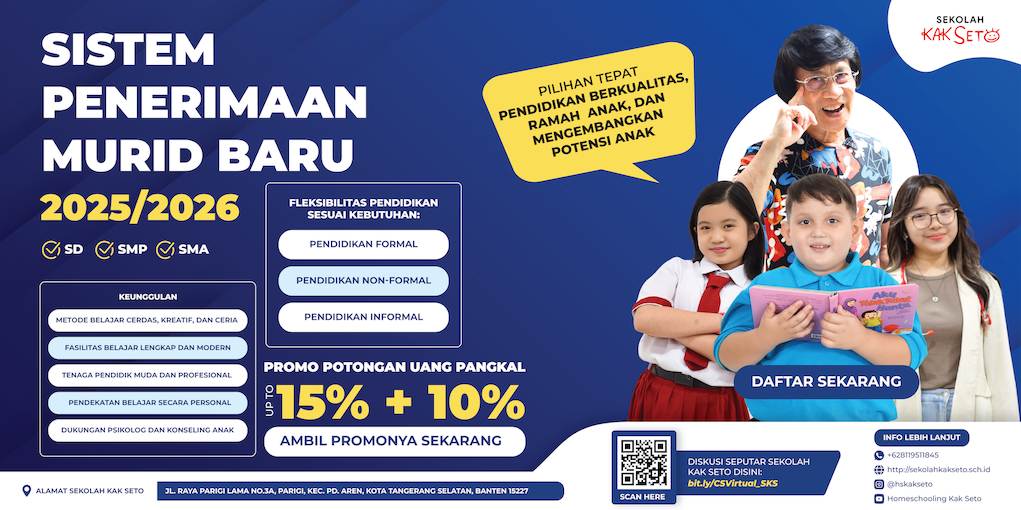 SISTEM
PENERIMAAN
MURID BARU
2025/2026
SD SMP SMA
KEUNGGULAN
METODE BELAJAR CERDAS, KREATIF, DAN CERIA
FASILITAS BELAJAR LENGKAP DAN MODERN
TENAGA PENDIDIK MUDA DAN PROFESIONAL
PENDEKATAN BELAJAR SECARA PERSONAL
DUKUNGAN PSIKOLOG DAN KONSELING ANAK
FLEKSIBILITAS PENDIDIKAN
SESUAI KEBUTUHAN:
PENDIDIKAN FORMAL
PENDIDIKAN NON-FORMAL
PENDIDIKAN INFORMAL
PROMO POTONGAN UANG PANGKAL
UP TO
15% + 10%
AMBIL PROMONYA SEKARANG
PILIHAN TEPAT
PENDIDIKAN BERKUALITAS,
RAMAH ANAK, DAN
MENGEMBANGKAN
POTENSI ANAK
SEKOLAH
KAK SETO
Aku
Tidak Takut
DAFTAR SEKARANG
ALAMAT SEKOLAH KAK SETO
JL. RAYA PARIGI LAMA NO.3A, PARIGI, KEC. PD. AREN, KOTA TANGERANG SELATAN, BANTEN 15227
SCAN HERE
DISKUSI SEPUTAR SEKOLAH
KAK SETO DISINI:
bit.ly/CSVirtual_SKS
INFO LEBIH LANJUT
+628119511845
http://sekolahkakseto.sch.id
@hskakseto
Homeschooling Kak Seto